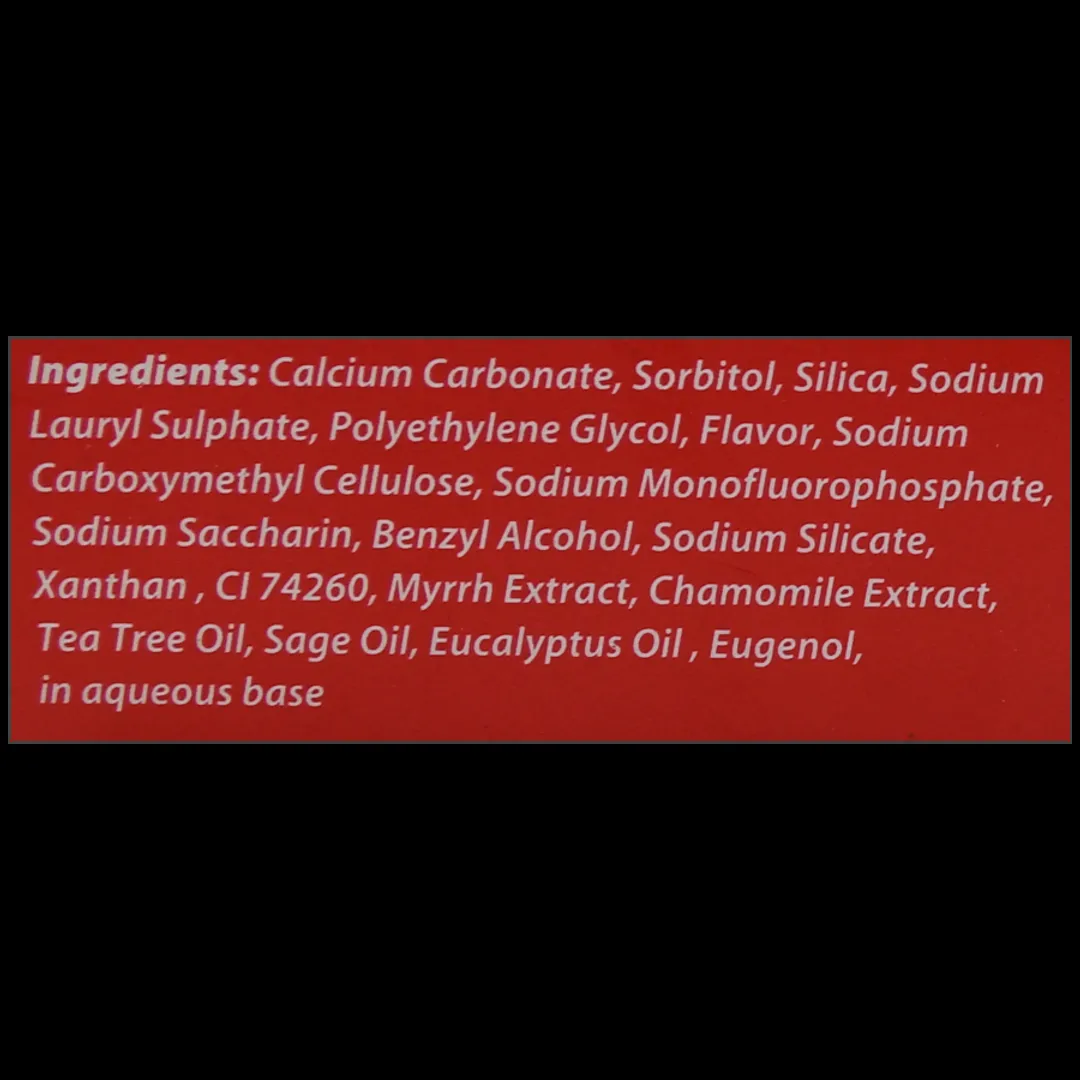 Ingredients: Calcium Carbonate, Sorbitol, Silica, Sodium
Lauryl Sulphate, Polyethylene Glycol, Flavor, Sodium
Carboxymethyl Cellulose, Sodium Monofluorophosphate,
Sodium Saccharin, Benzyl Alcohol, Sodium Silicate,
Xanthan , CI 74260, Myrrh Extract, Chamomile Extract,
Tea Tree Oil, Sage Oil, Eucalyptus Oil , Eugenol,
in aqueous base